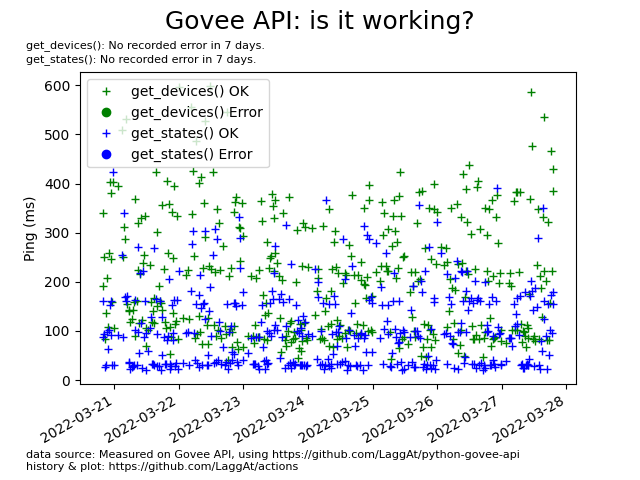 Govee API: is it working?
get_devices(): No recorded error in 7 days.
get_states(): No recorded error in 7 days.
600
500
400
300
200
100
0
Ping (ms)
get_devices() OK
get_devices() Error
get_states() OK
get_states() Error
2022-03-21
2022-03-22
2022-03-23
2022-03-24
2022-03-25
2022-03-26
2022-03-27
2022-03-28
data source: Measured on Govee API, using https://github.com/LaggAt/python-govee-api
history & plot: https://github.com/LaggAt/actions